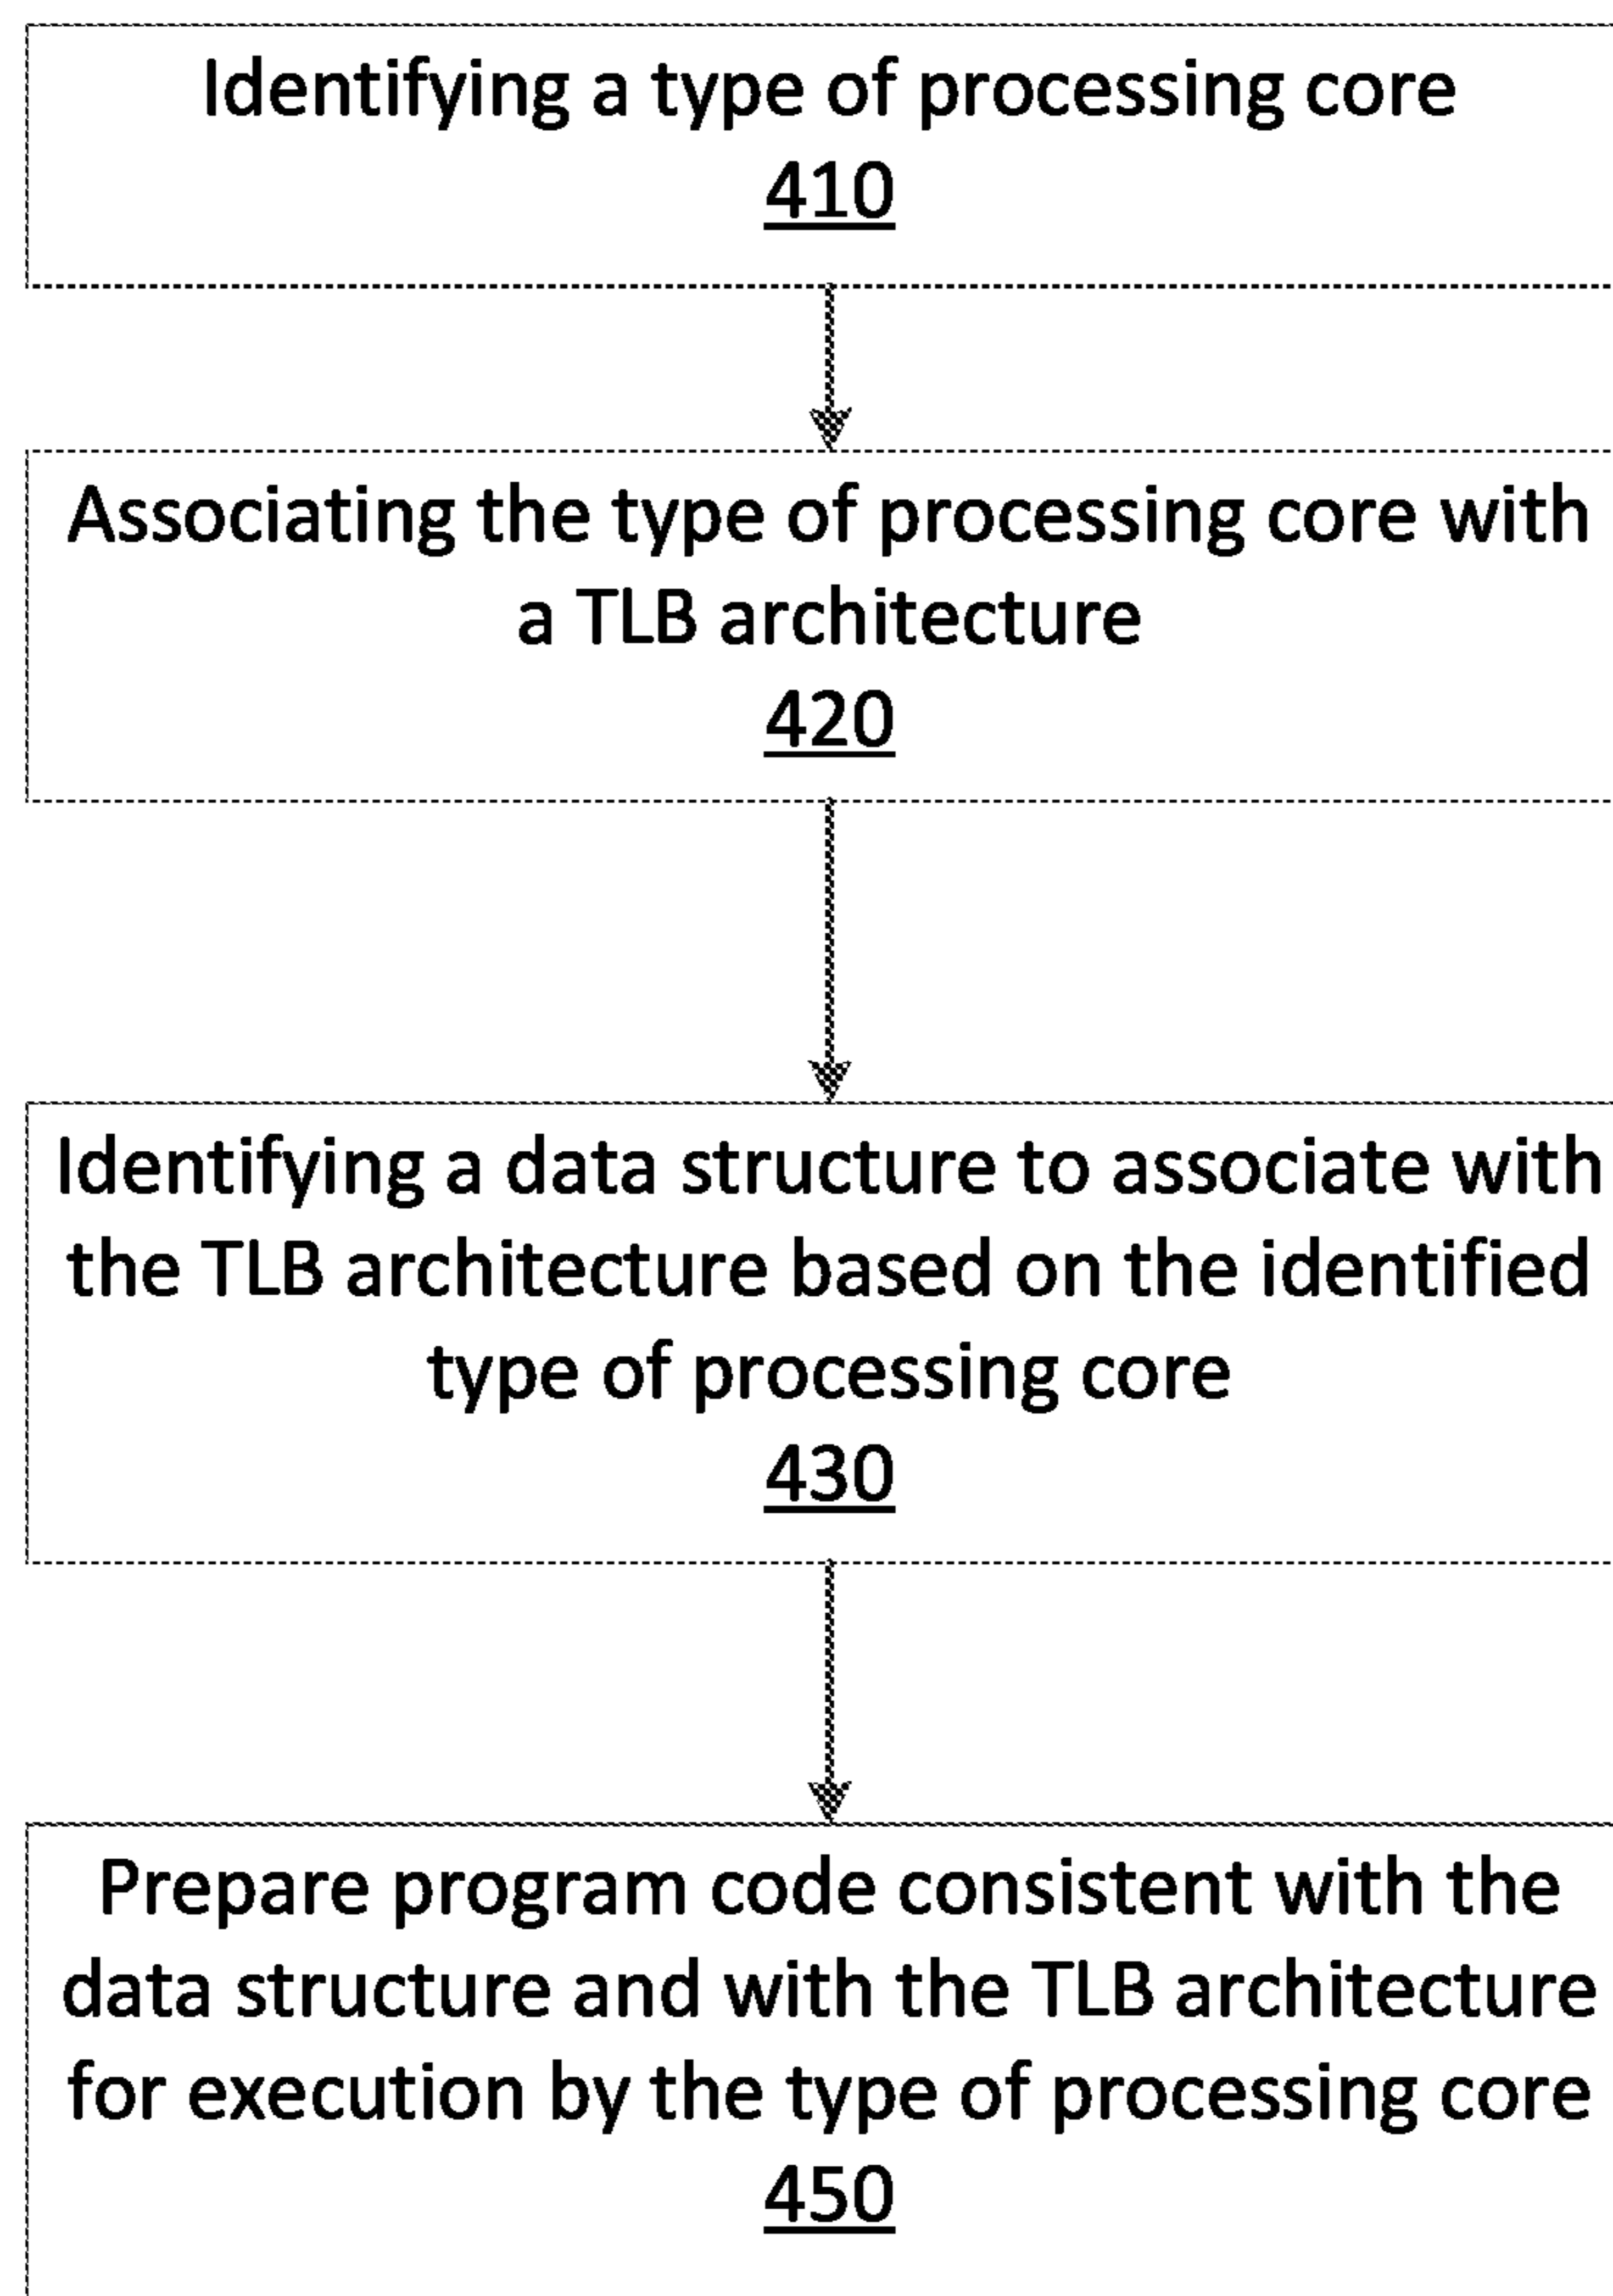 Identifying a type of processing core
410
Associating the type of processing core with
a TLB architecture
420
Identifying a data structure to associate with
the TLB architecture based on the identified
type of processing core
430
Prepare program code consistent with the
data structure and with the TLB architecture
for execution by the type of processing core
450